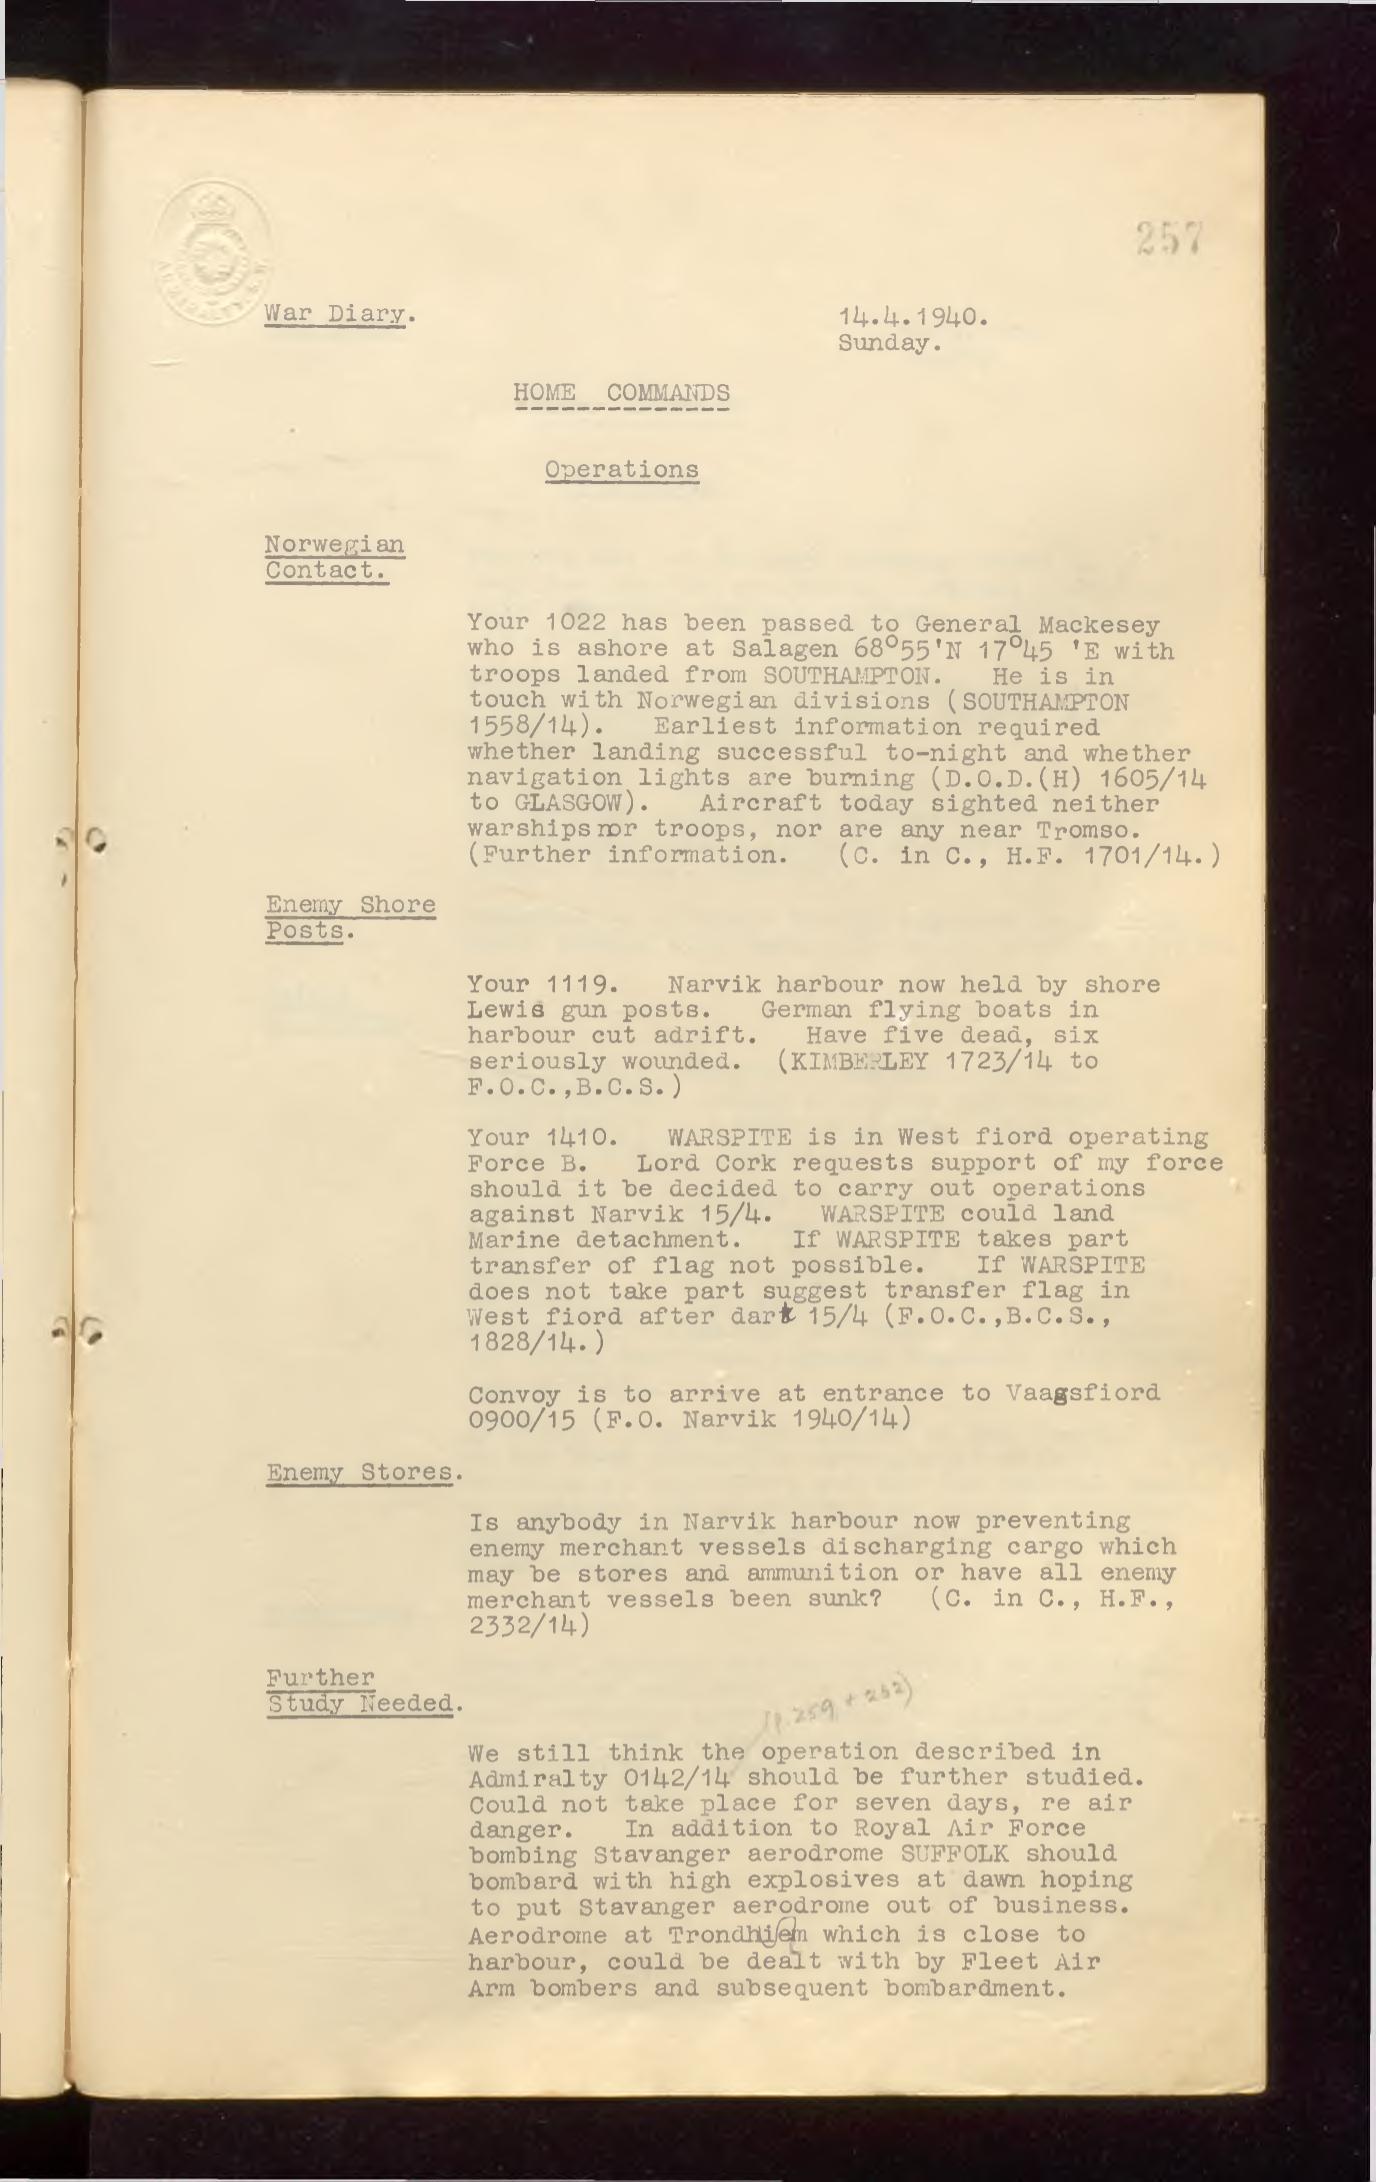 257
War Diary.
14.4.1940.
Sunday.
HOME COMMANDS
Operations
Norwegian
Contact.
Your 1022 has been passed to General Mackesey
who is ashore at Salagen 68°55'N 17°45 'E with
troops landed from SOUTHAMPTON. He is in
touch with Norwegian divisions (SOUTHAMPTON
1558/14). Earliest information required
whether landing successful to-night and whether
navigation lights are burning (D.O.D.(H) 1605/14
to GLASGOW). Aircraft today sighted neither
warships nor troops, nor are any near Tromso.
(Further information. (C. in C., H.F. 1701/14.)
Enemy Shore
Posts.
Your 1119. Narvik harbour now held by shore
Lewis gun posts. German flying boats in
harbour cut adrift. Have five dead, six
seriously wounded. (KIMBERLEY 1723/14 to
F.O.C.,B.C.S.)
Your 1410. WARSPITE is in West fiord operating
Force B. Lord Cork requests support of my force
should it be decided to carry out operations
against Narvik 15/4. WARSPITE could land
Marine detachment. If WARSPITE takes part
transfer of flag not possible. If WARSPITE
does not take part suggest transfer flag in
West fiord after dark 15/4 (F.O.C.,B.C.S.,
1828/14.)
Convoy is to arrive at entrance to Vaagsfiord
0900/15 (F.O. Narvik 1940/14)
Enemy Stores.
Is anybody in Narvik harbour now preventing
enemy merchant vessels discharging cargo which
may be stores and ammunition or have all enemy
merchant vessels been sunk? (C. in C., H.F.,
2332/14)
Further
Study Needed.
(p. 259 + 252)
We still think the operation described in
Admiralty 0142/14 should be further studied.
Could not take place for seven days, re air
danger. In addition to Royal Air Force
bombing Stavanger aerodrome SUFFOLK should
bombard with high explosives at dawn hoping
to put Stavanger aerodrome out of business.
Aerodrome at Trondhiem which is close to
harbour, could be dealt with by Fleet Air
Arm bombers and subsequent bombardment.